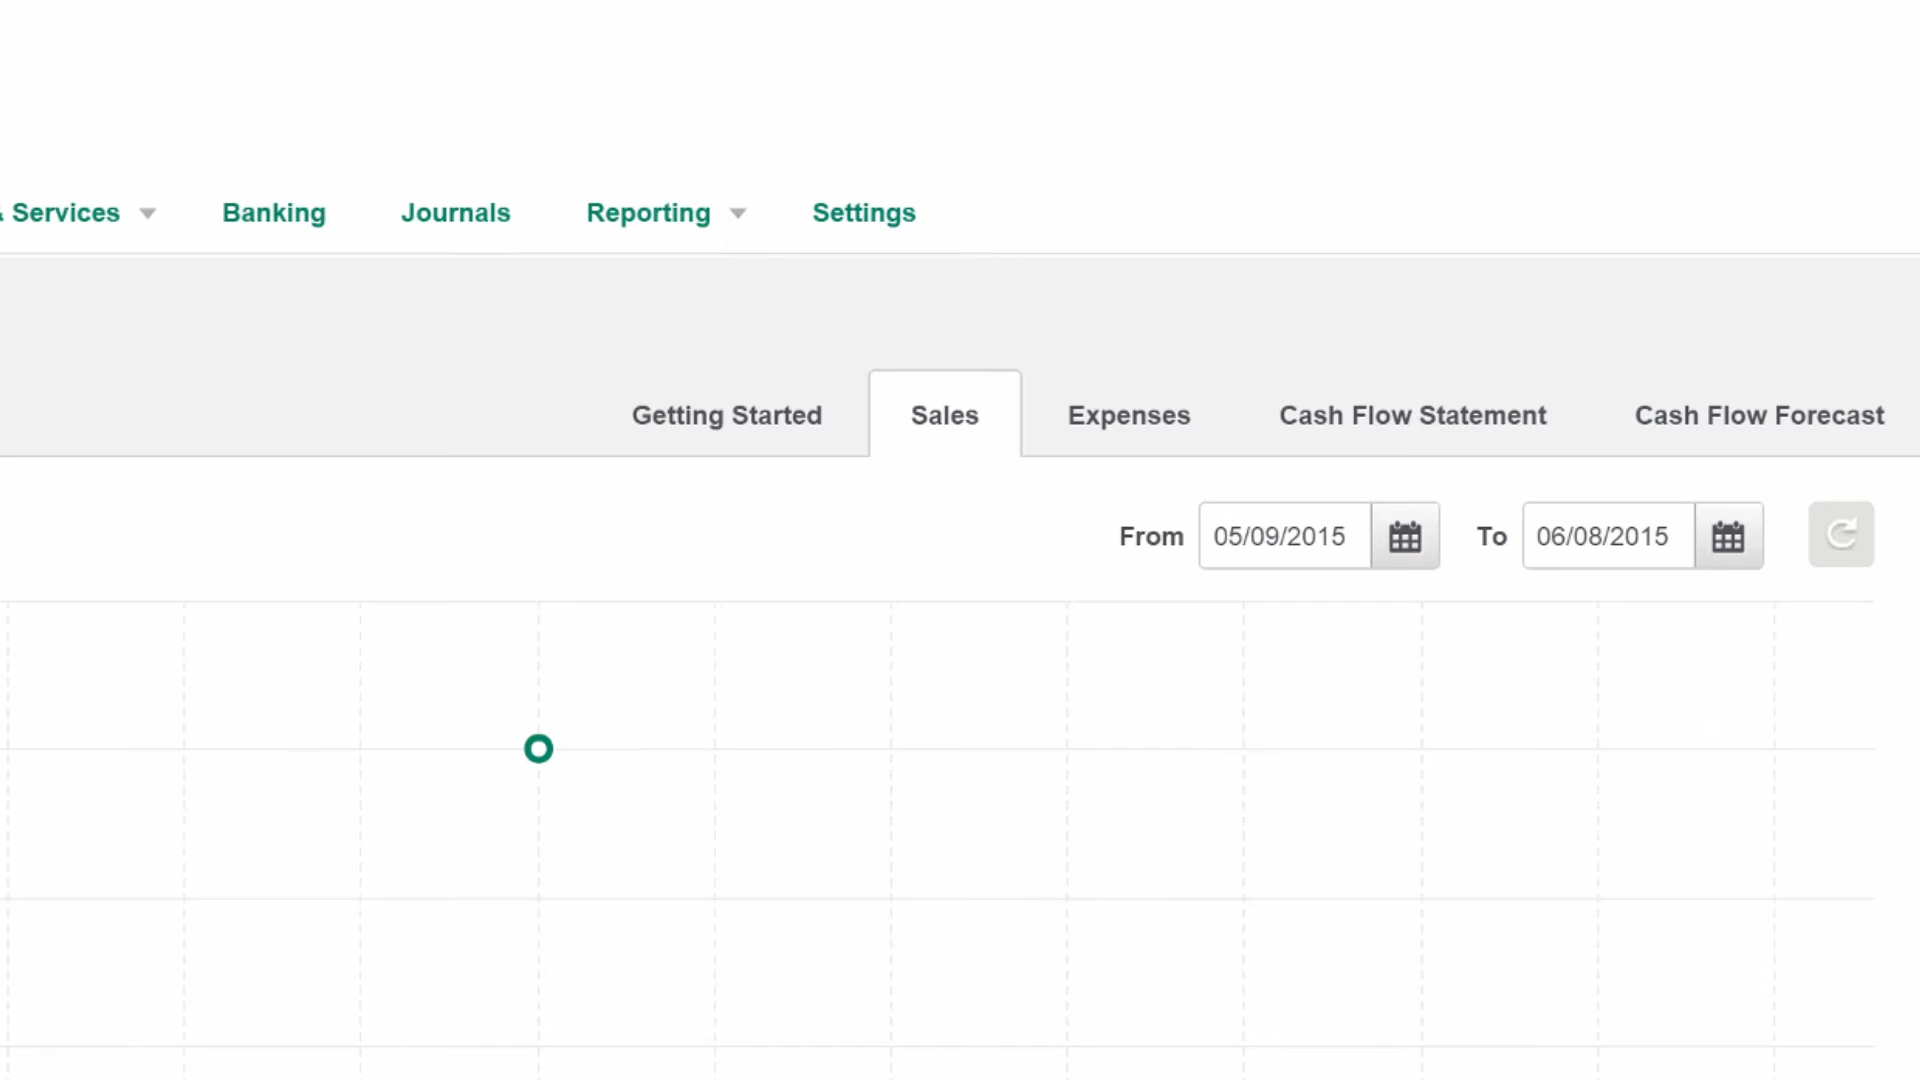 & Services Banking Journals Reporting Settings
Getting Started Sales Expenses Cash Flow Statement Cash Flow Forecast
From 05/09/2015 To 06/08/2015